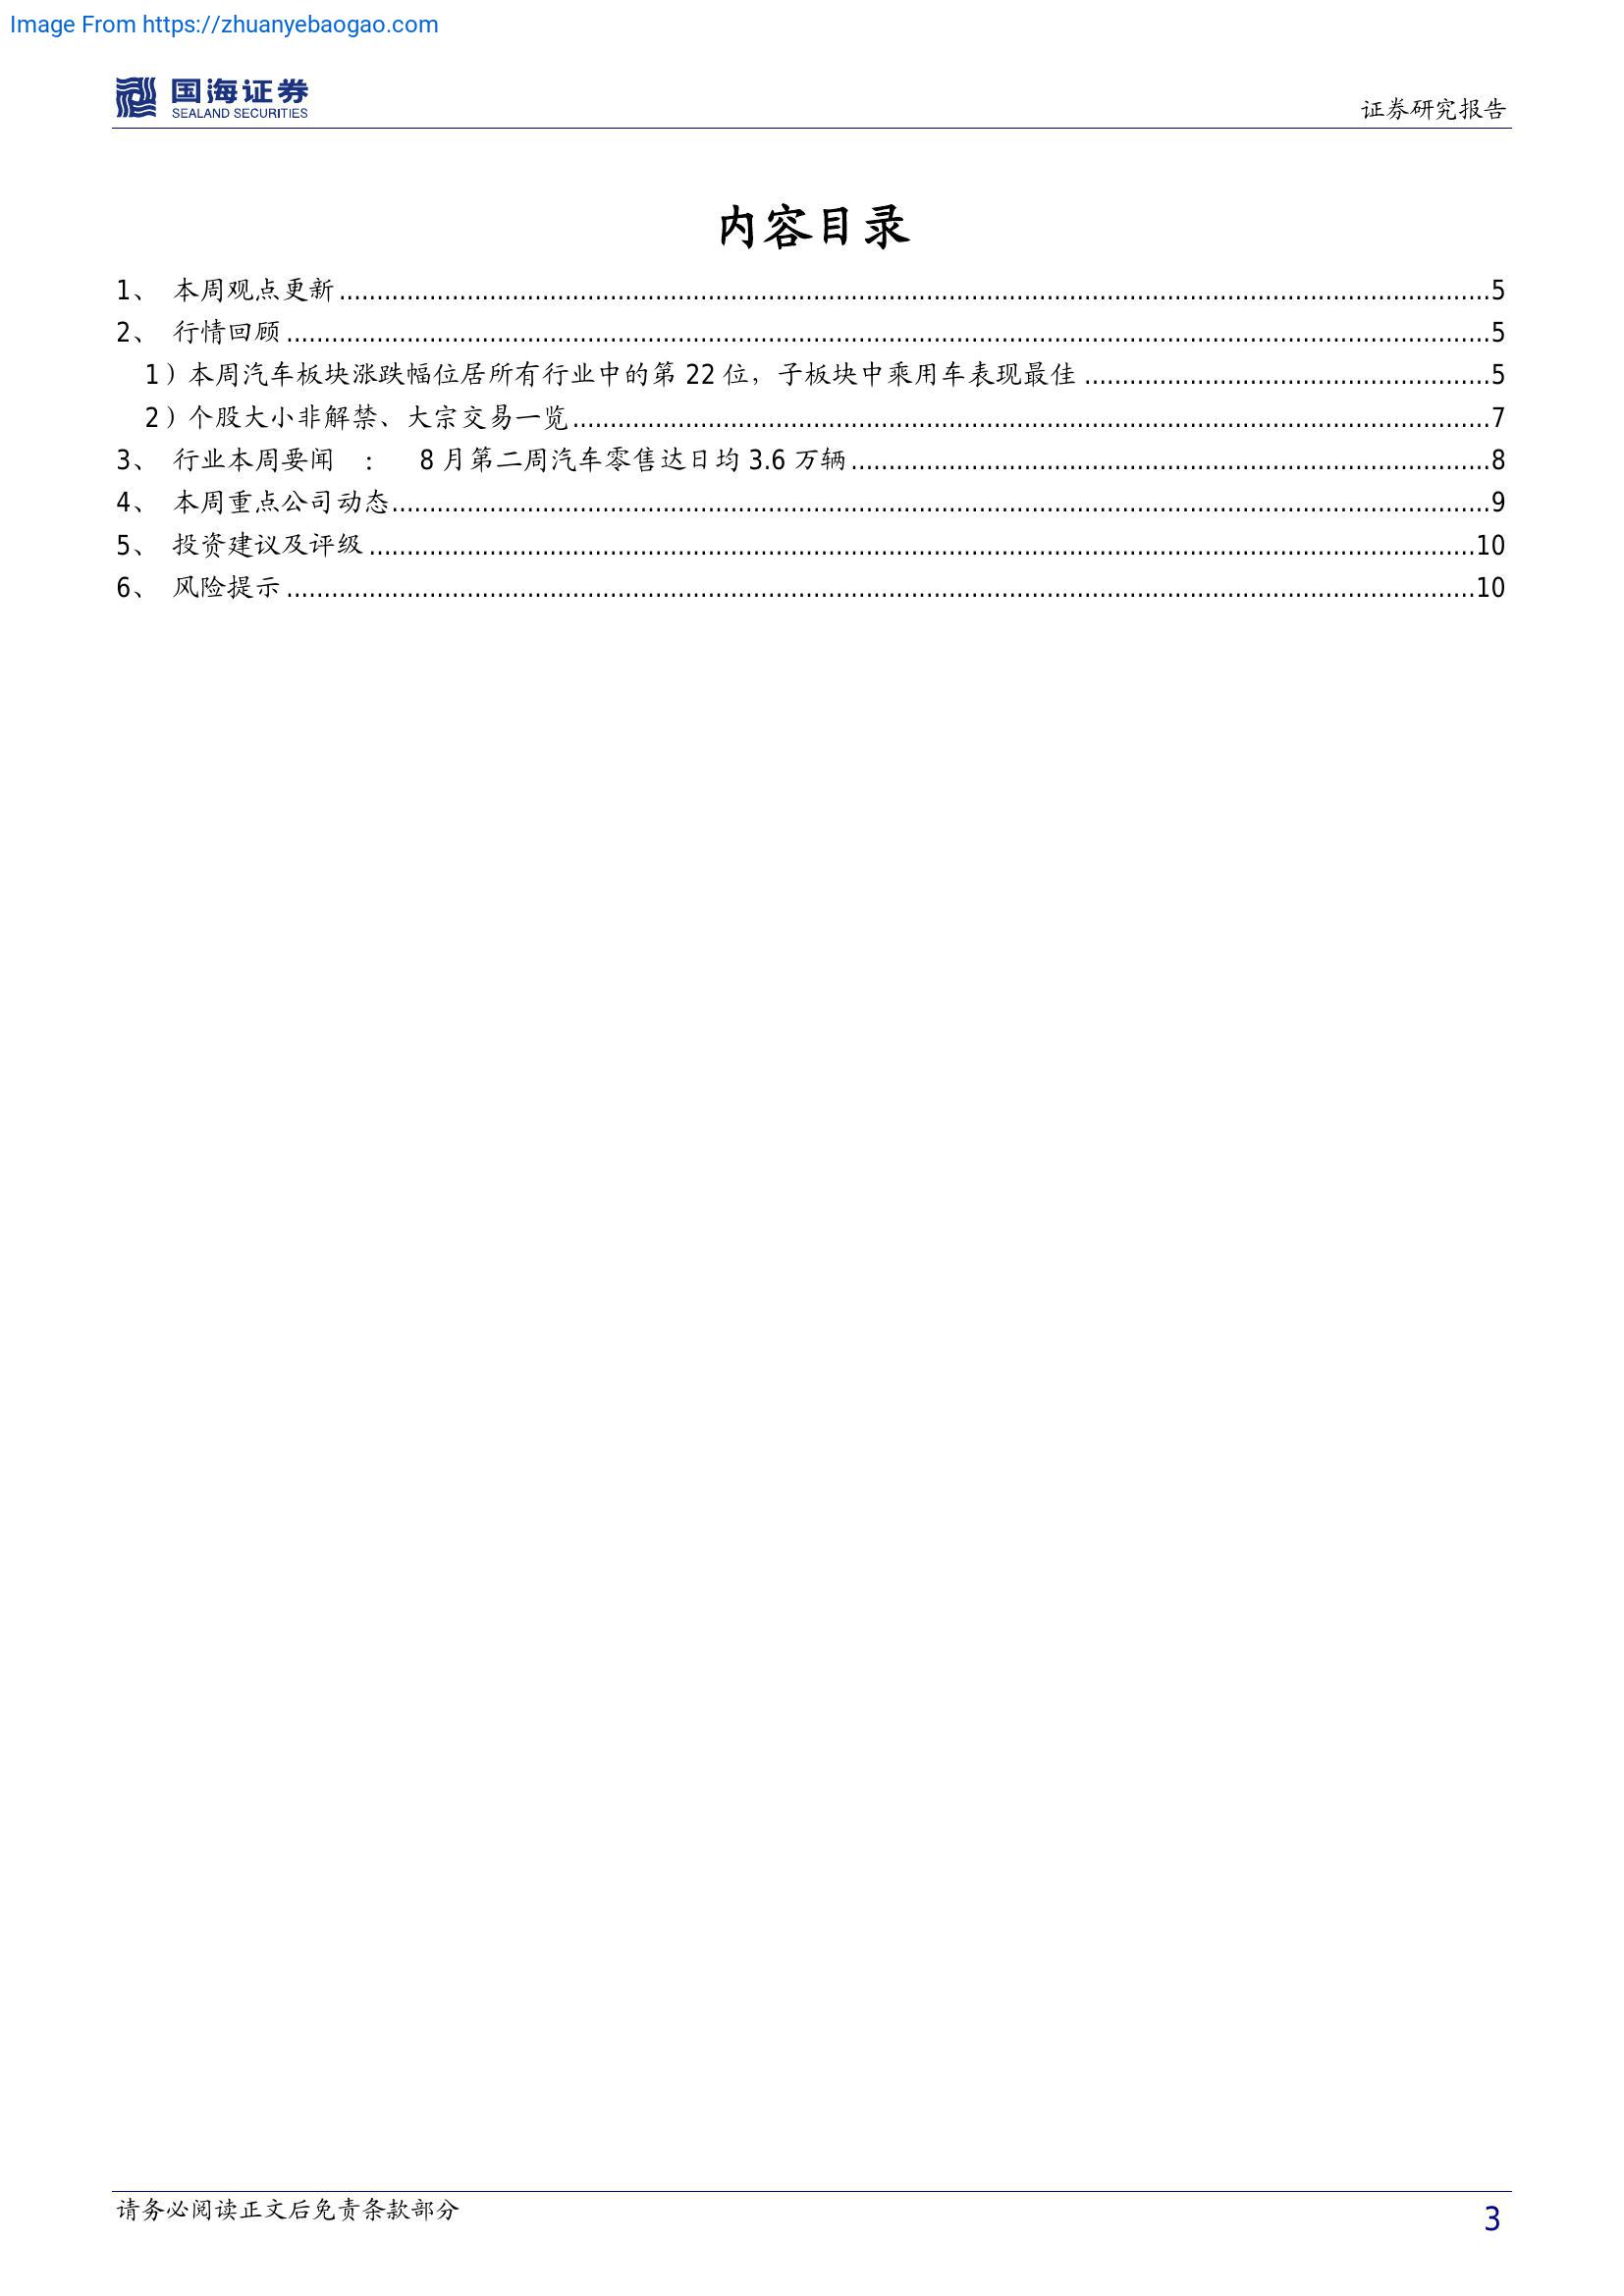 Image From https://zhuanyebaogao.com
国海证券
SEALAND SECURITIES
证券研究报告
内容目录
1、 本周观点更新........................................................5
2、 行情回顾........................................................5
1）本周汽车板块涨跌幅位居所有行业中的第 22 位，子板块中乘用车表现最佳........................................................5
2）个股大小非解禁、大宗交易一览........................................................7
3、 行业本周要闻 ： 8 月第二周汽车零售达日均 3.6 万辆........................................................8
4、 本周重点公司动态........................................................9
5、 投资建议及评级........................................................10
6、 风险提示........................................................10
请务必阅读正文后免责条款部分
3